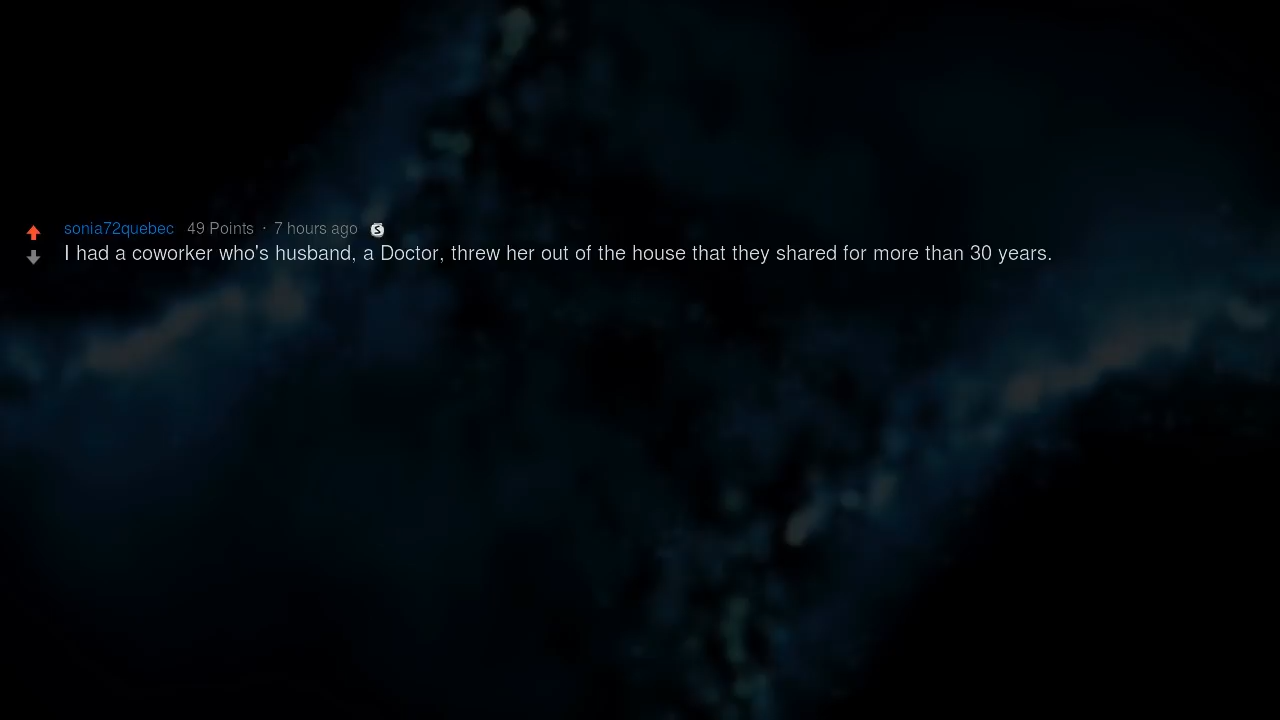 sonia72quebec 49 Points · 7 hours ago S
I had a coworker who's husband, a Doctor, threw her out of the house that they shared for more than 30 years.